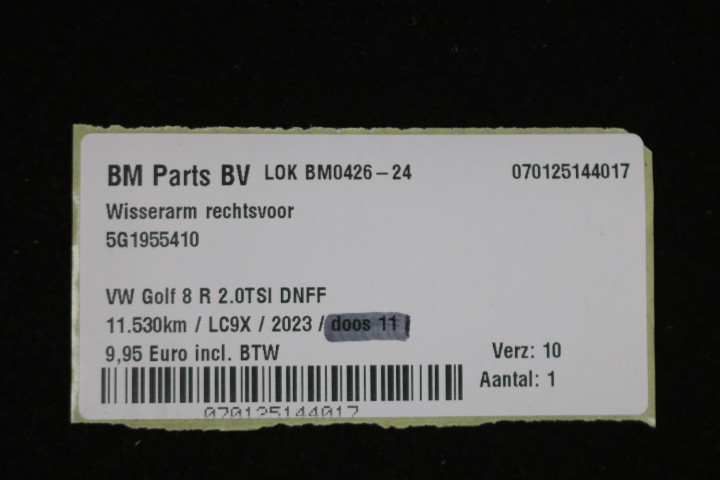 BM Parts BV LOK BM0426-24 070125144017
Wisserarm rechtsvoor
5G1955410
VW Golf 8 R 2.0TSI DNFF
11.530km / LC9X / 2023 / doos 11
9,95 Euro incl. BTW Verz: 10
Aantal: 1
070125144017